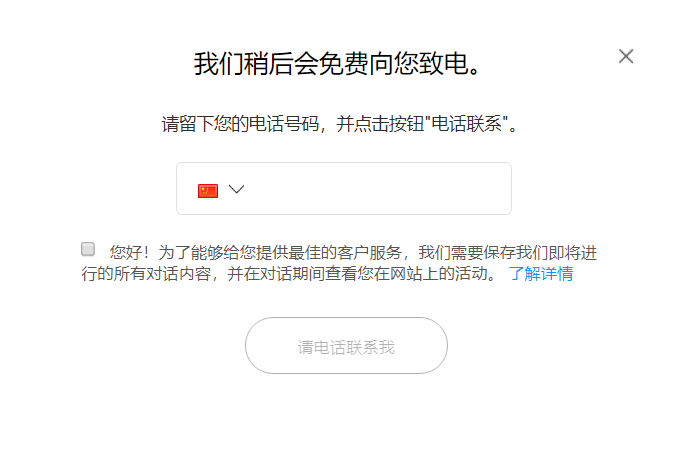 我们稍后会免费向您致电。
请留下您的电话号码，并点击按钮"电话联系"。
您好！为了能够给您提供最佳的客户服务，我们需要保存我们即将进
行的所有对话内容，并在对话期间查看您在网站上的活动。 了解详情
请电话联系我